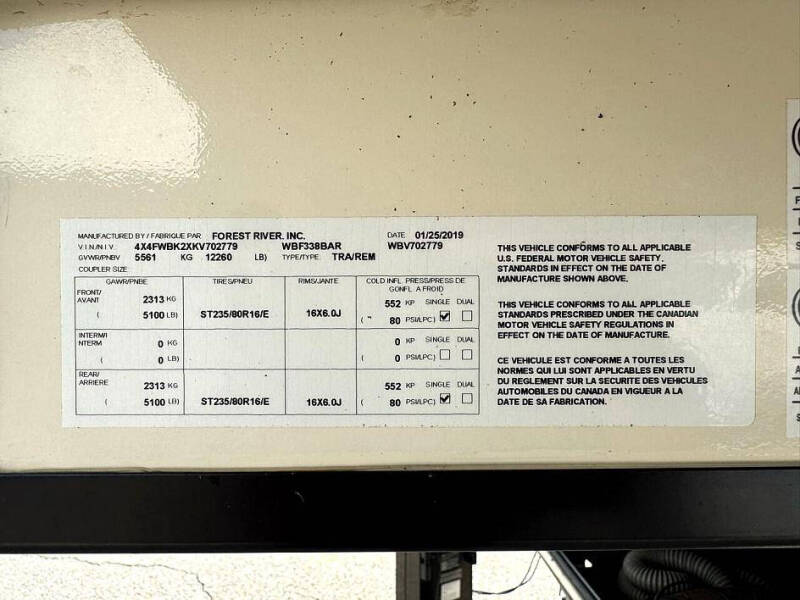 MANUFACTURED BY / FABRIQUE PAR FOREST RIVER, INC. DATE 01/25/2019
V I N / N I V. 4X4FWBK2XKV702779 WBF338BAR WBV702779
GVWR/PNBV 5561 KG 12260 LB) TYPE/TYPE. TRA/REM
COUPLER SIZE
GAWR/PNBE TIRES/PNEU RIMS/JANTE COLD INFL PRESS/PRESS DE
GONFL A FROID
FRONT/
AVANT 2313 KG 552 KP SINGLE DUAL
( 5100 LB) ST235/80R16/E 16X6.0J ( 80 PSI/LPC)
INTERM/I
NTERM 0 KG 0 KP SINGLE DUAL
( 0 LB) ( 0 PSI/LPC)
REAR/
ARRIERE 2313 KG 552 KP SINGLE DUAL
( 5100 LB) ST235/80R16/E 16X6.0J ( 80 PSI/LPC)
THIS VEHICLE CONFORMS TO ALL APPLICABLE
U.S. FEDERAL MOTOR VEHICLE SAFETY.
STANDARDS IN EFFECT ON THE DATE OF
MANUFACTURE SHOWN ABOVE.
THIS VEHICLE CONFORMS TO ALL APPLICABLE
STANDARDS PRESCRIBED UNDER THE CANADIAN
MOTOR VEHICLE SAFETY REGULATIONS IN
EFFECT ON THE DATE OF MANUFACTURE.
CE VEHICULE EST CONFORME A TOUTES LES
NORMES QUI LUI SONT APPLICABLES EN VERTU
DU REGLEMENT SUR LA SECURITE DES VEHICULES
AUTOMOBILES DU CANADA EN VIGUEUR A LA
DATE DE SA FABRICATION.